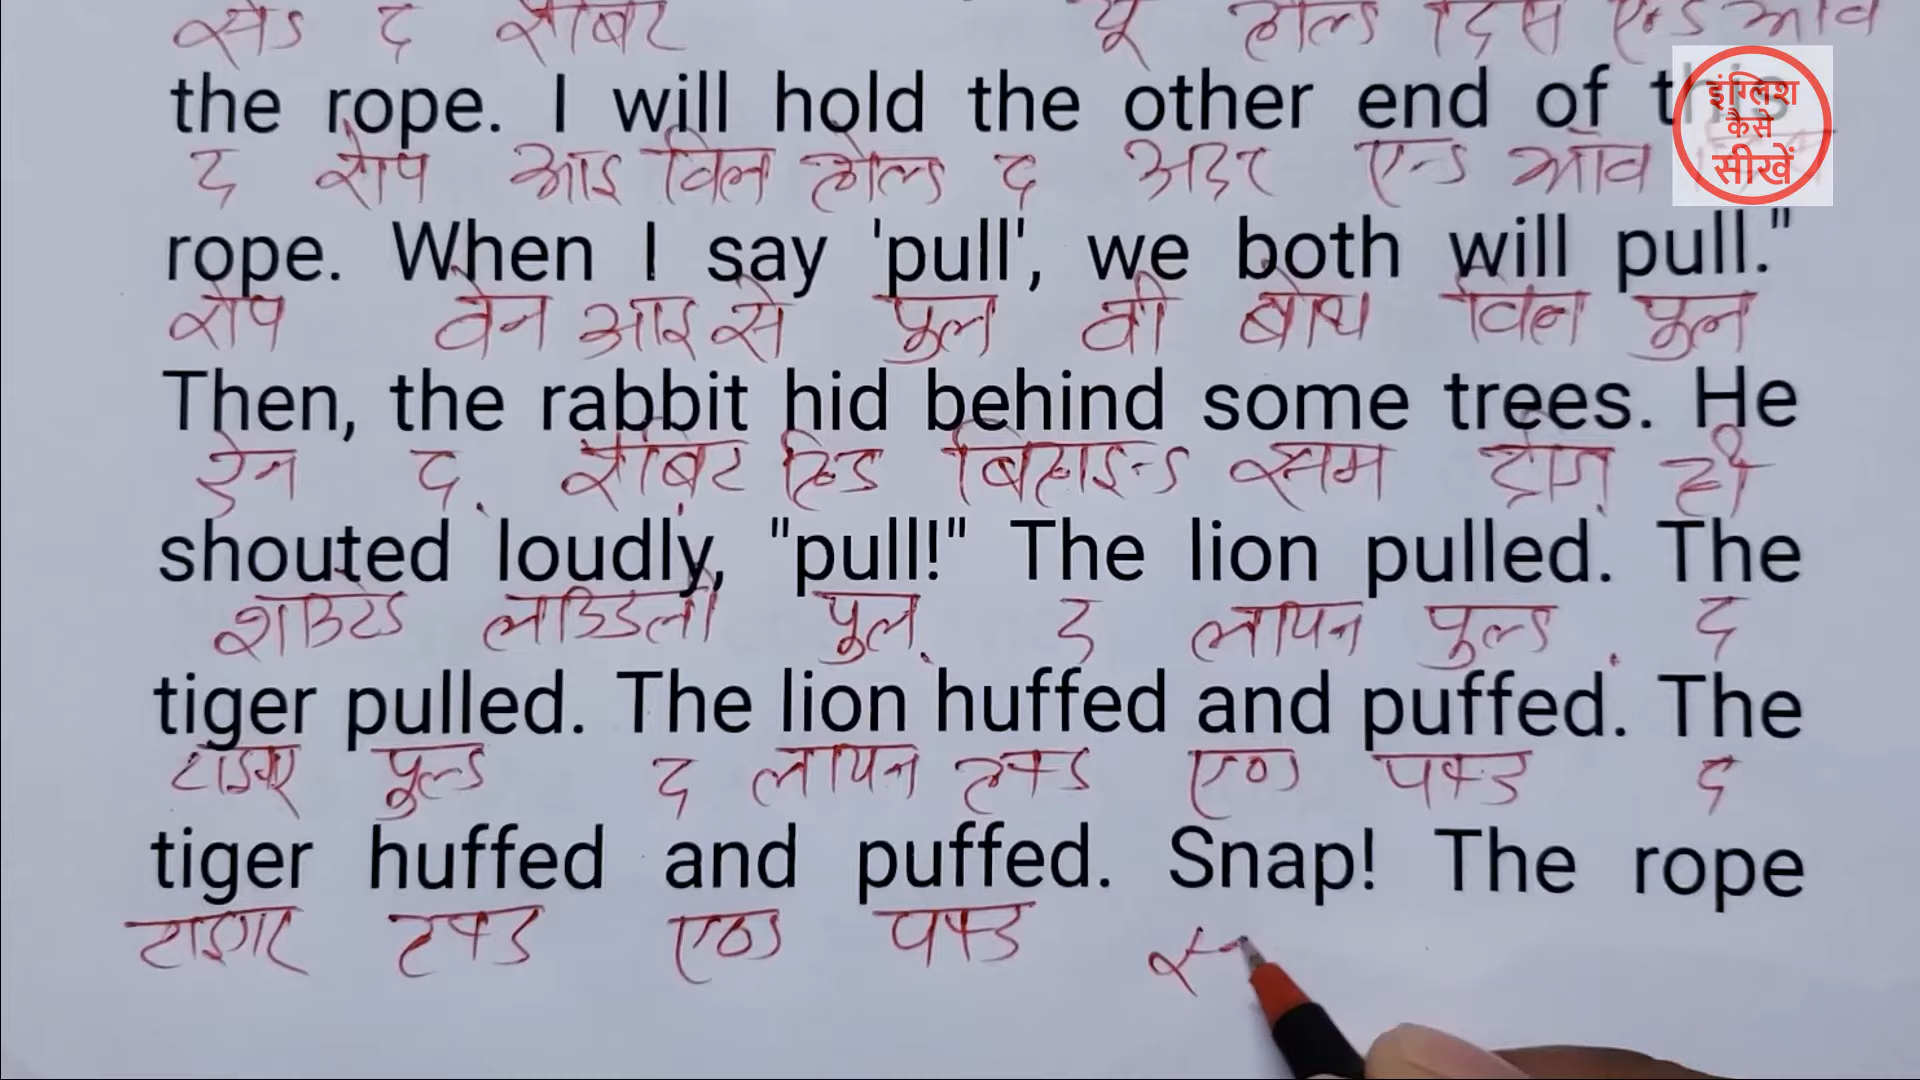 सेड द रॅबिट यू होल्ड दिस एन्ड ऑव
the rope. I will hold the other end of this
द रोप आइ विल होल्ड द अदर एन्ड ऑव
rope. When I say 'pull', we both will pull."
रोप वेन आइ से पुल वी बोथ विल पुल
Then, the rabbit hid behind some trees. He
देन द रॅबिट हिड बिहाइन्ड सम ट्रीज़ ही
shouted loudly, "pull!" The lion pulled. The
शाउटेड लाउडली पुल द लायन पुल्ड द
tiger pulled. The lion huffed and puffed. The
टाइगर पुल्ड द लायन हफ्ड एण्ड पफ्ड द
tiger huffed and puffed. Snap! The rope
टाइगर हफ्ड एण्ड पफ्ड
इंग्लिश
कैसे
सीखें